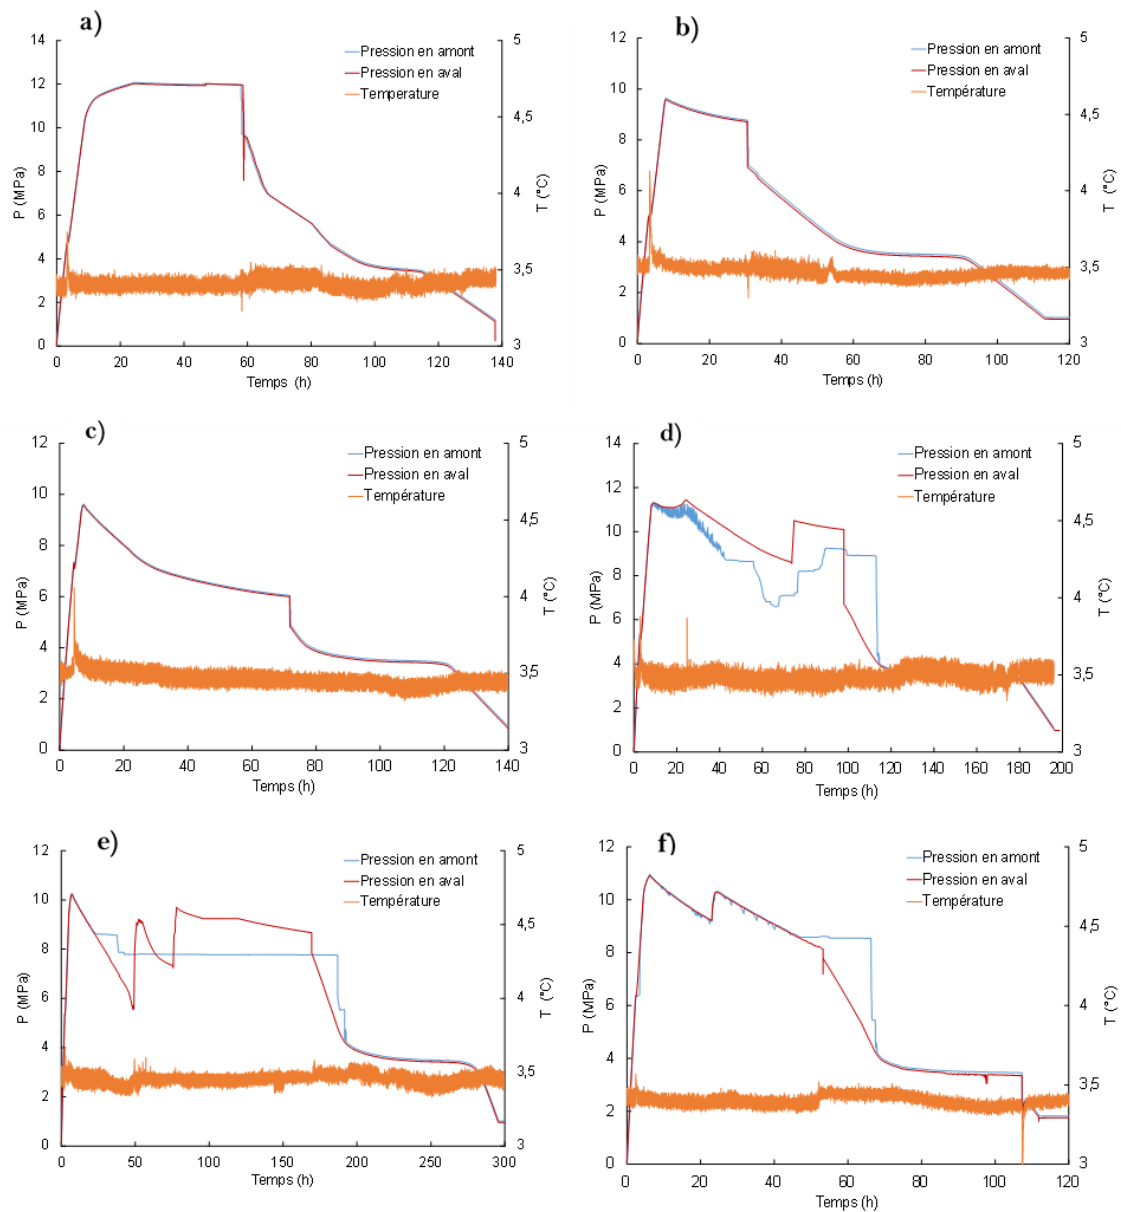 a)
14
12
10
8
6
4
2
0
P (MPa)
5
4,5
4
3,5
3
T (°C)
Pression en amont
Pression en aval
Temperature
0 20 40 60 80 100 120 140
Temps (h)
b)
12
10
8
6
4
2
0
P (MPa)
5
4,5
4
3,5
3
T (°C)
Pression en amont
Pression en aval
Température
0 20 40 60 80 100 120
Temps (h)
c)
12
10
8
6
4
2
0
P (MPa)
5
4,5
4
3,5
3
T (°C)
Pression en amont
Pression en aval
Température
0 20 40 60 80 100 120 140
Temps (h)
d)
14
12
10
8
6
4
2
0
P (MPa)
5
4,5
4
3,5
3
T (°C)
Pression en amont
Pression en aval
Température
0 20 40 60 80 100 120 140 160 180 200
Temps (h)
e)
12
10
8
6
4
2
0
P (MPa)
5
4,5
4
3,5
3
T (°C)
Pression en amont
Pression en aval
Température
0 50 100 150 200 250 300
Temps (h)
f)
12
10
8
6
4
2
0
P (MPa)
5
4,5
4
3,5
3
T (°C)
Pression en amont
Pression en aval
Température
0 20 40 60 80 100 120
Temps (h)